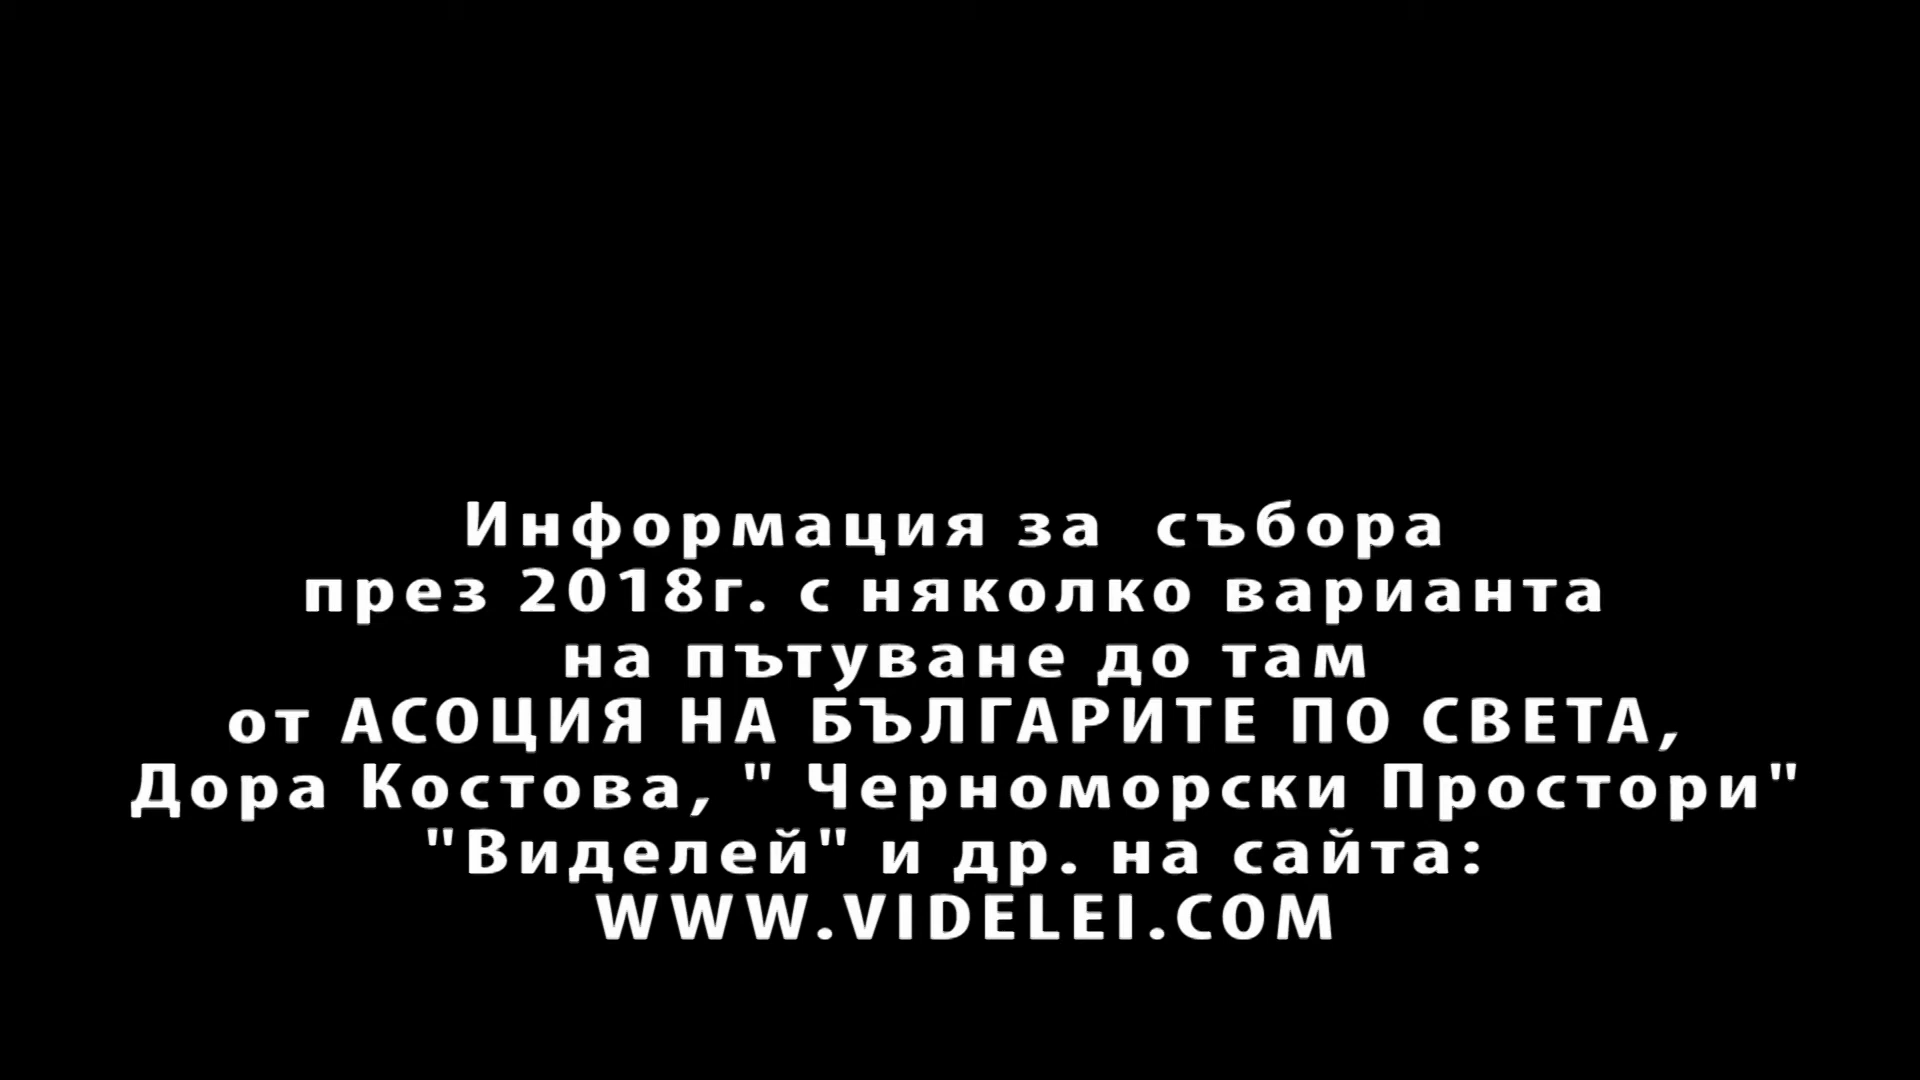 Информация за  събора
през 2018г. с няколко варианта
на пътуване до там
от АСОЦИЯ НА БЪЛГАРИТЕ ПО СВЕТА,
Дора Костова, " Черноморски Простори"
"Виделей" и др. на сайта:
WWW.VIDELEI.COM